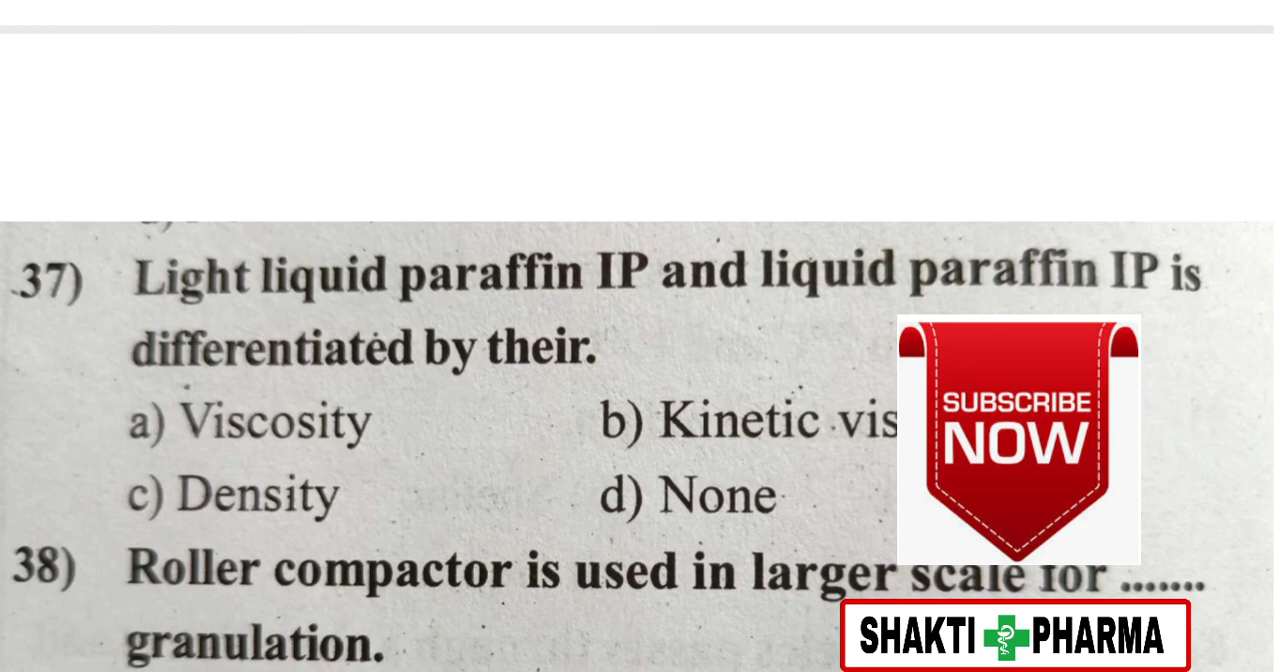 37) Light liquid paraffin IP and liquid paraffin IP is
differentiated by their.
a) Viscosity b) Kinetic vis
c) Density d) None
SUBSCRIBE
NOW
38) Roller compactor is used in larger scale for .......
granulation.
SHAKTI PHARMA